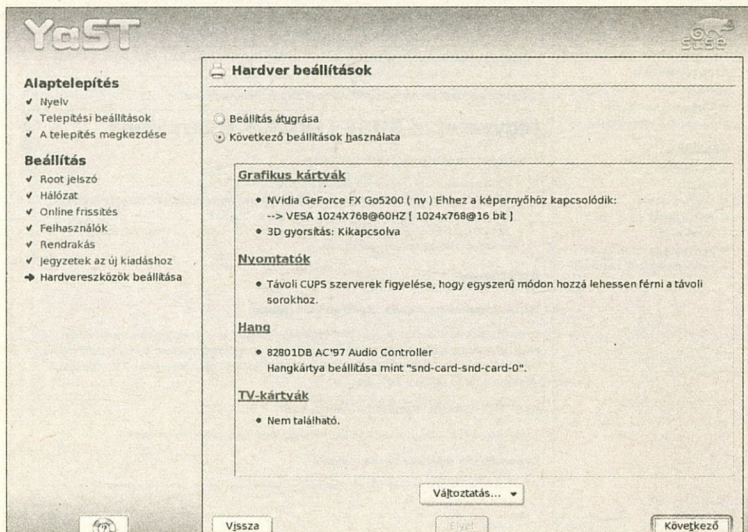 YaST
SUSE
Alaptelepítés
Nyelv
Telepítési beállítások
A telepítés megkezdése
Beállítás
Root jelszó
Hálózat
Online frissítés
Felhasználók
Rendrakás
Jegyzetek az új kiadáshoz
Hardvereszközök beállítása
Hardver beállítások
Beállítás átugrása
Következő beállítások használata
Grafikus kártyák
NVidia GeForce FX Go5200 ( nv ) Ehhez a képernyőhöz kapcsolódik:
--> VESA 1024X768@60HZ [ 1024x768@16 bit ]
3D gyorsítás: Kikapcsolva
Nyomtatók
Távoli CUPS szerverek figyelése, hogy egyszerű módon hozzá lehessen férni a távoli
sorokhoz.
Hang
82801DB AC'97 Audio Controller
Hangkártya beállítása mint "snd-card-snd-card-0".
TV-kártyák
Nem található.
Változtatás...
Vissza
Elvet
Következő